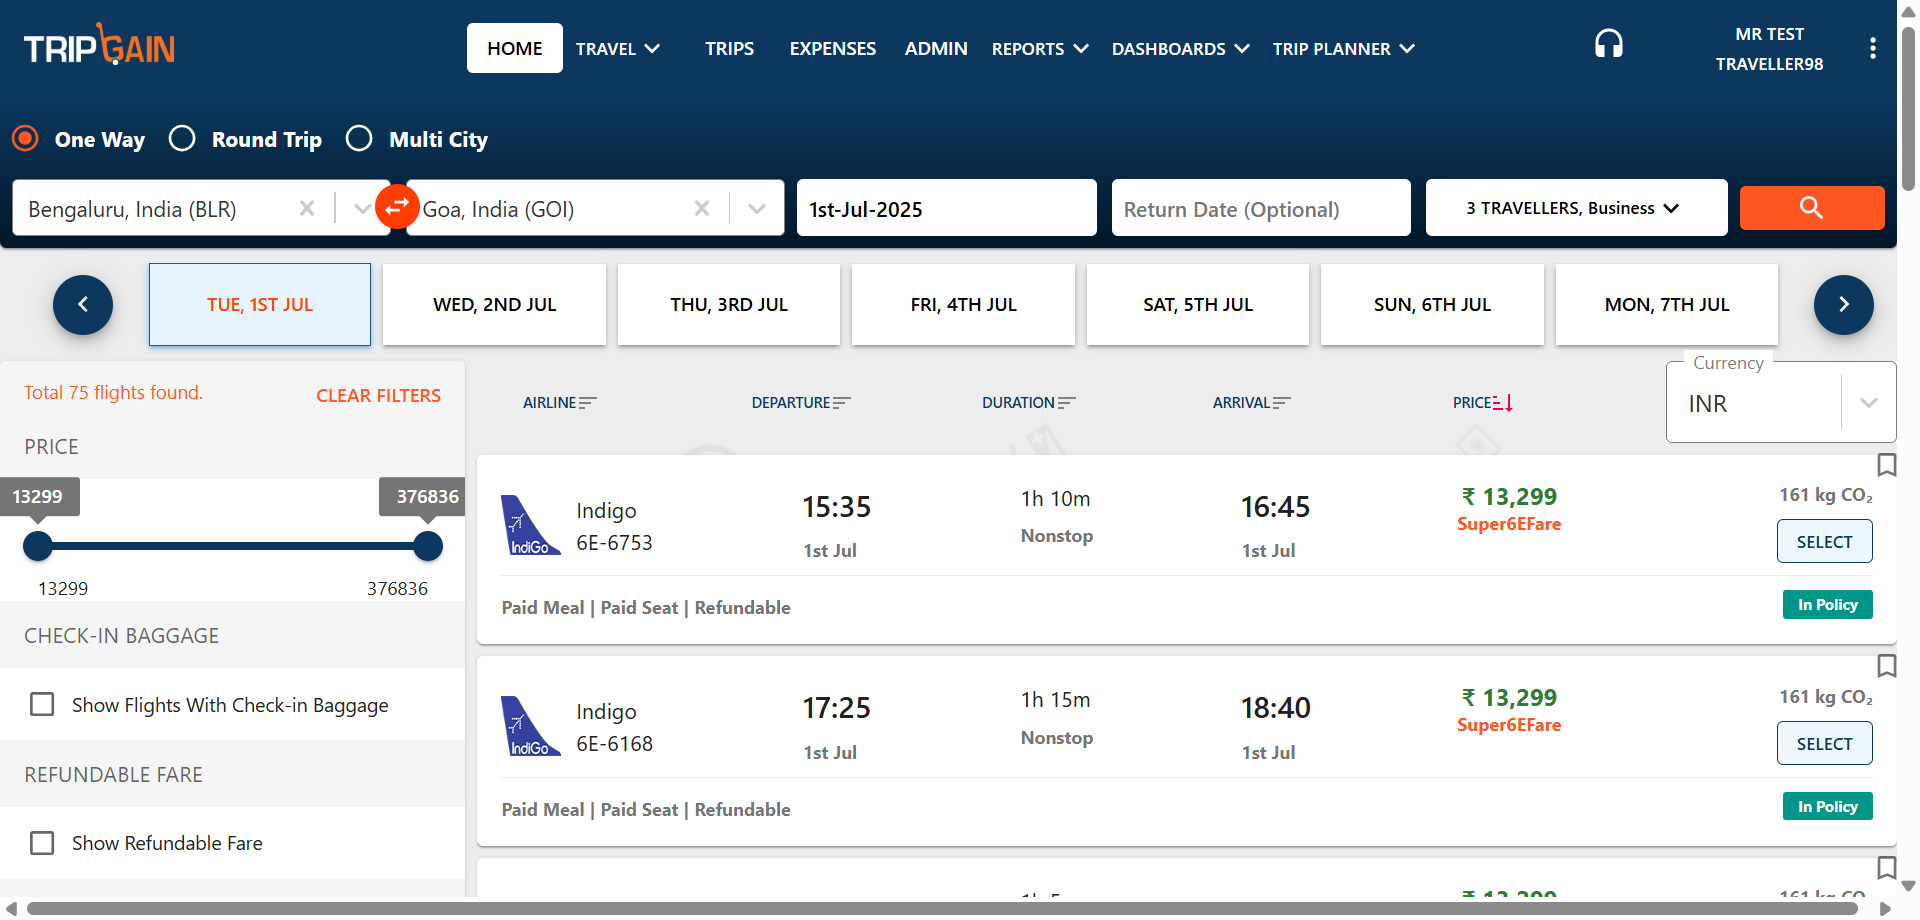 TRIPGAIN
HOME
TRAVEL
TRIPS
EXPENSES
ADMIN
REPORTS
DASHBOARDS
TRIP PLANNER
MR TEST
TRAVELLER98
One Way
Round Trip
Multi City
Bengaluru, India (BLR)
Goa, India (GOI)
1st-Jul-2025
Return Date (Optional)
3 TRAVELLERS, Business
TUE, 1ST JUL
WED, 2ND JUL
THU, 3RD JUL
FRI, 4TH JUL
SAT, 5TH JUL
SUN, 6TH JUL
MON, 7TH JUL
Total 75 flights found.
CLEAR FILTERS
PRICE
13299
376836
13299
376836
CHECK-IN BAGGAGE
Show Flights With Check-in Baggage
REFUNDABLE FARE
Show Refundable Fare
AIRLINE
DEPARTURE
DURATION
ARRIVAL
PRICE
Currency
INR
IndiGo
Indigo
6E-6753
15:35
1st Jul
1h 10m
Nonstop
16:45
1st Jul
₹ 13,299
Super6EFare
161 kg CO₂
SELECT
Paid Meal | Paid Seat | Refundable
In Policy
IndiGo
Indigo
6E-6168
17:25
1st Jul
1h 15m
Nonstop
18:40
1st Jul
₹ 13,299
Super6EFare
161 kg CO₂
SELECT
Paid Meal | Paid Seat | Refundable
In Policy
₹ 13,299
161 kg CO₂